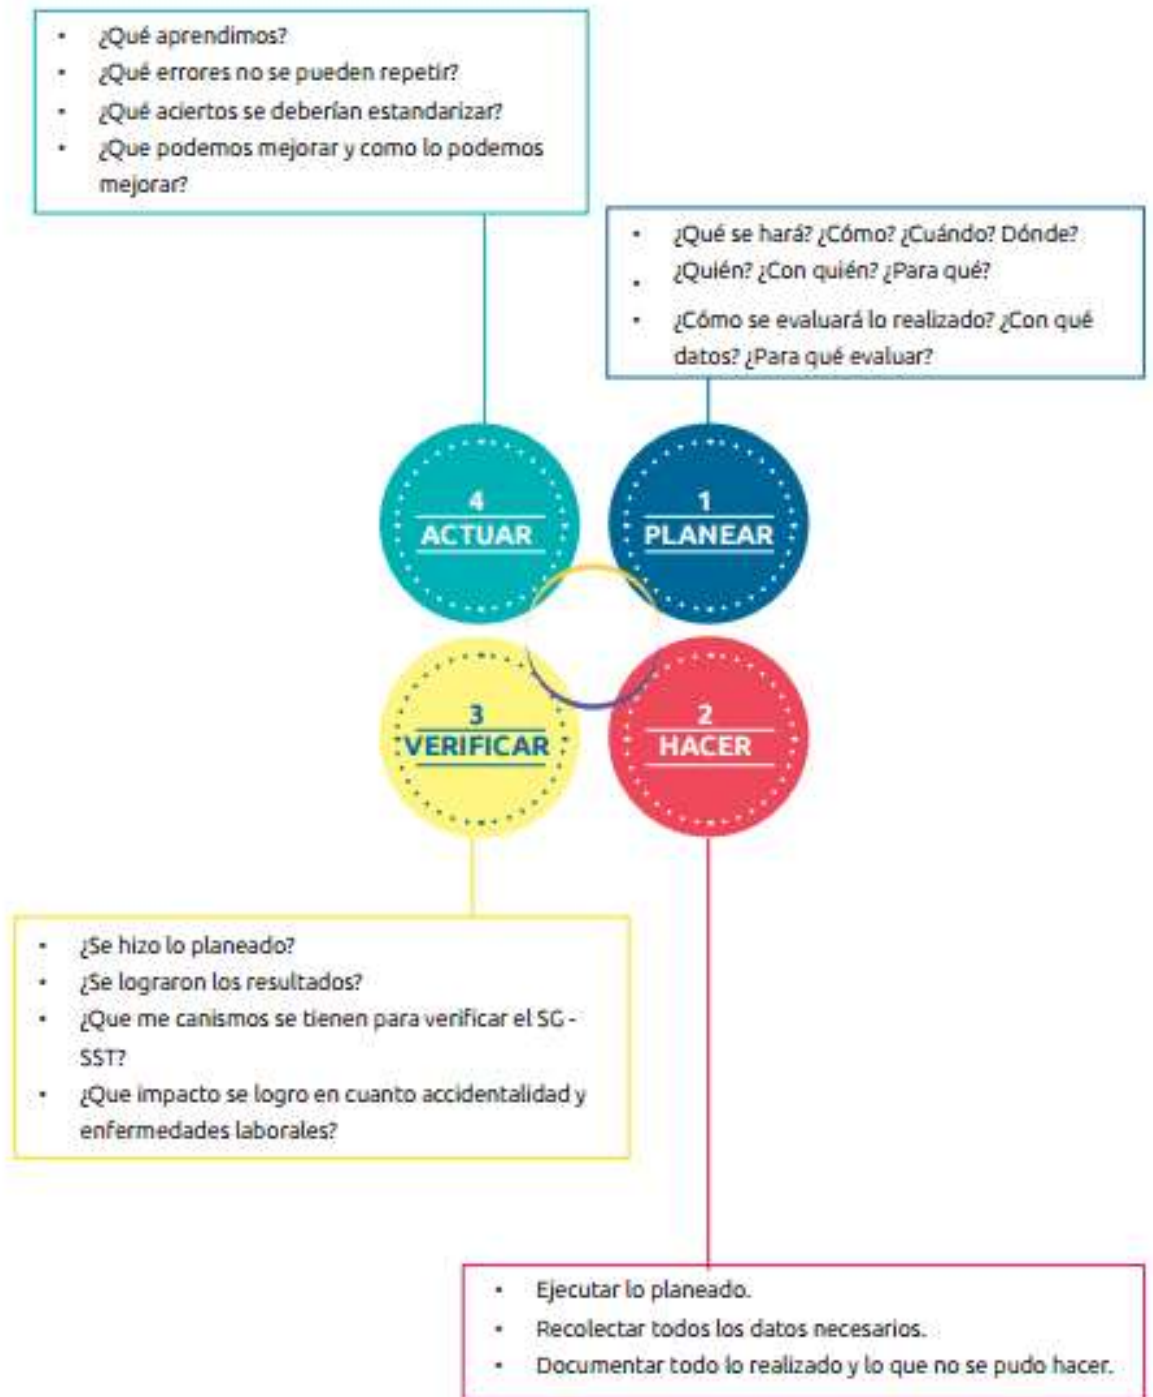 ¿Qué aprendimos?
¿Qué errores no se pueden repetir?
¿Qué aciertos se deberían estandarizar?
¿Que podemos mejorar y como lo podemos
mejorar?
¿Qué se hará? ¿Cómo? ¿Cuándo? Dónde?
¿Quién? ¿Con quién? ¿Para qué?
¿Cómo se evaluará lo realizado? ¿Con qué
datos? ¿Para qué evaluar?
4
ACTUAR
1
PLANEAR
3
VERIFICAR
2
HACER
¿Se hizo lo planeado?
¿Se lograron los resultados?
¿Que me canismos se tienen para verificar el SG -
SST?
¿Que impacto se logro en cuanto accidentalidad y
enfermedades laborales?
Ejecutar lo planeado.
Recolectar todos los datos necesarios.
Documentar todo lo realizado y lo que no se pudo hacer.